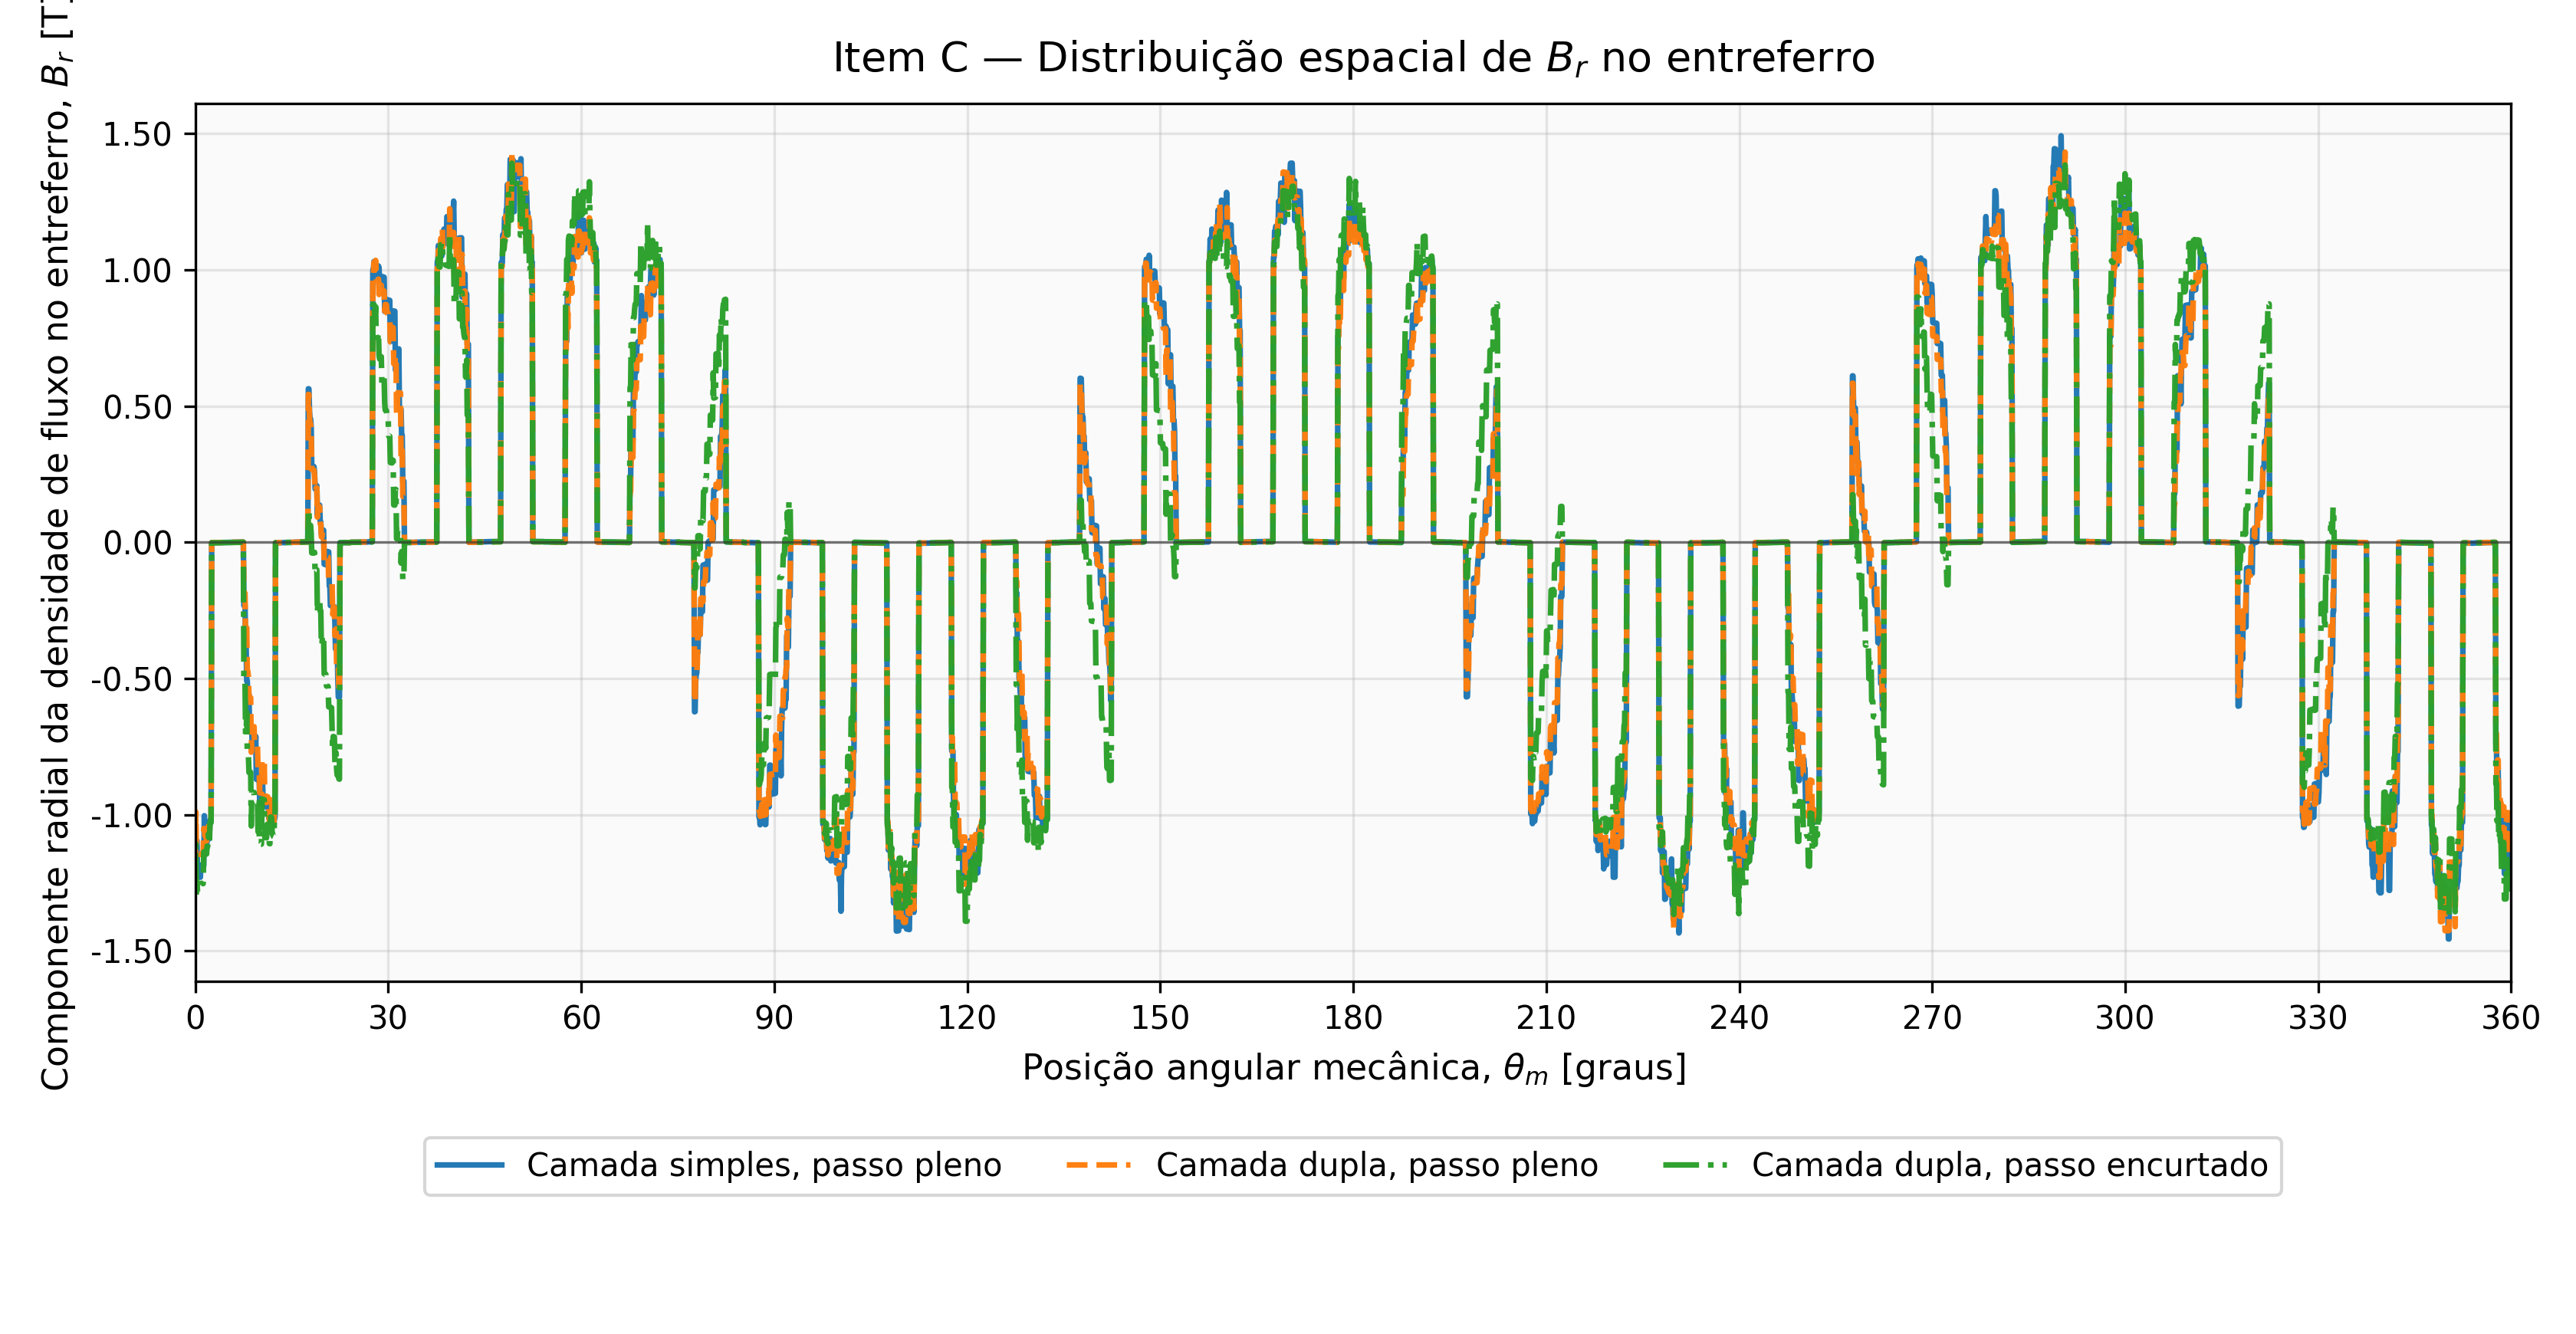 Item C — Distribuição espacial de B_r no entreferro
Componente radial da densidade de fluxo no entreferro, B_r [T]
1.50
1.00
0.50
0.00
-0.50
-1.00
-1.50
0 30 60 90 120 150 180 210 240 270 300 330 360
Posição angular mecânica, θ_m [graus]
Camada simples, passo pleno Camada dupla, passo pleno Camada dupla, passo encurtado